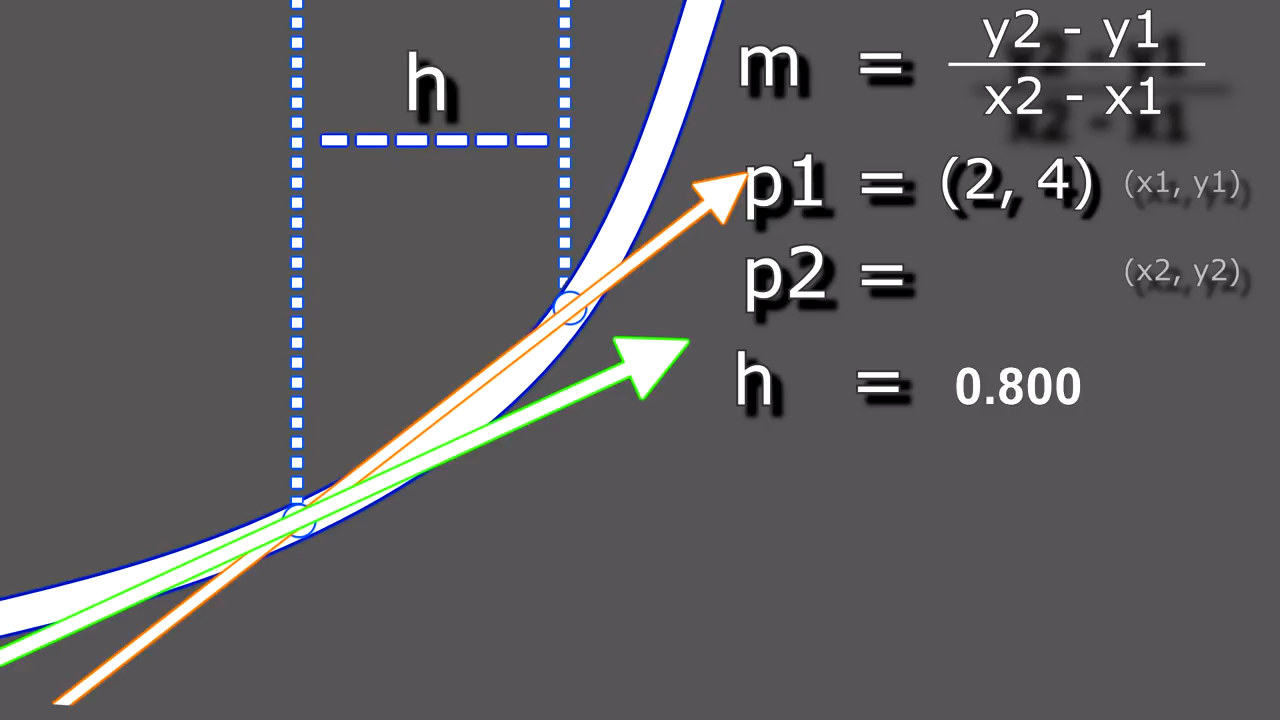 h
m = y2 - y1
x2 - x1
p1 = (2, 4) (x1, y1)
p2 = (x2, y2)
h = 0.800